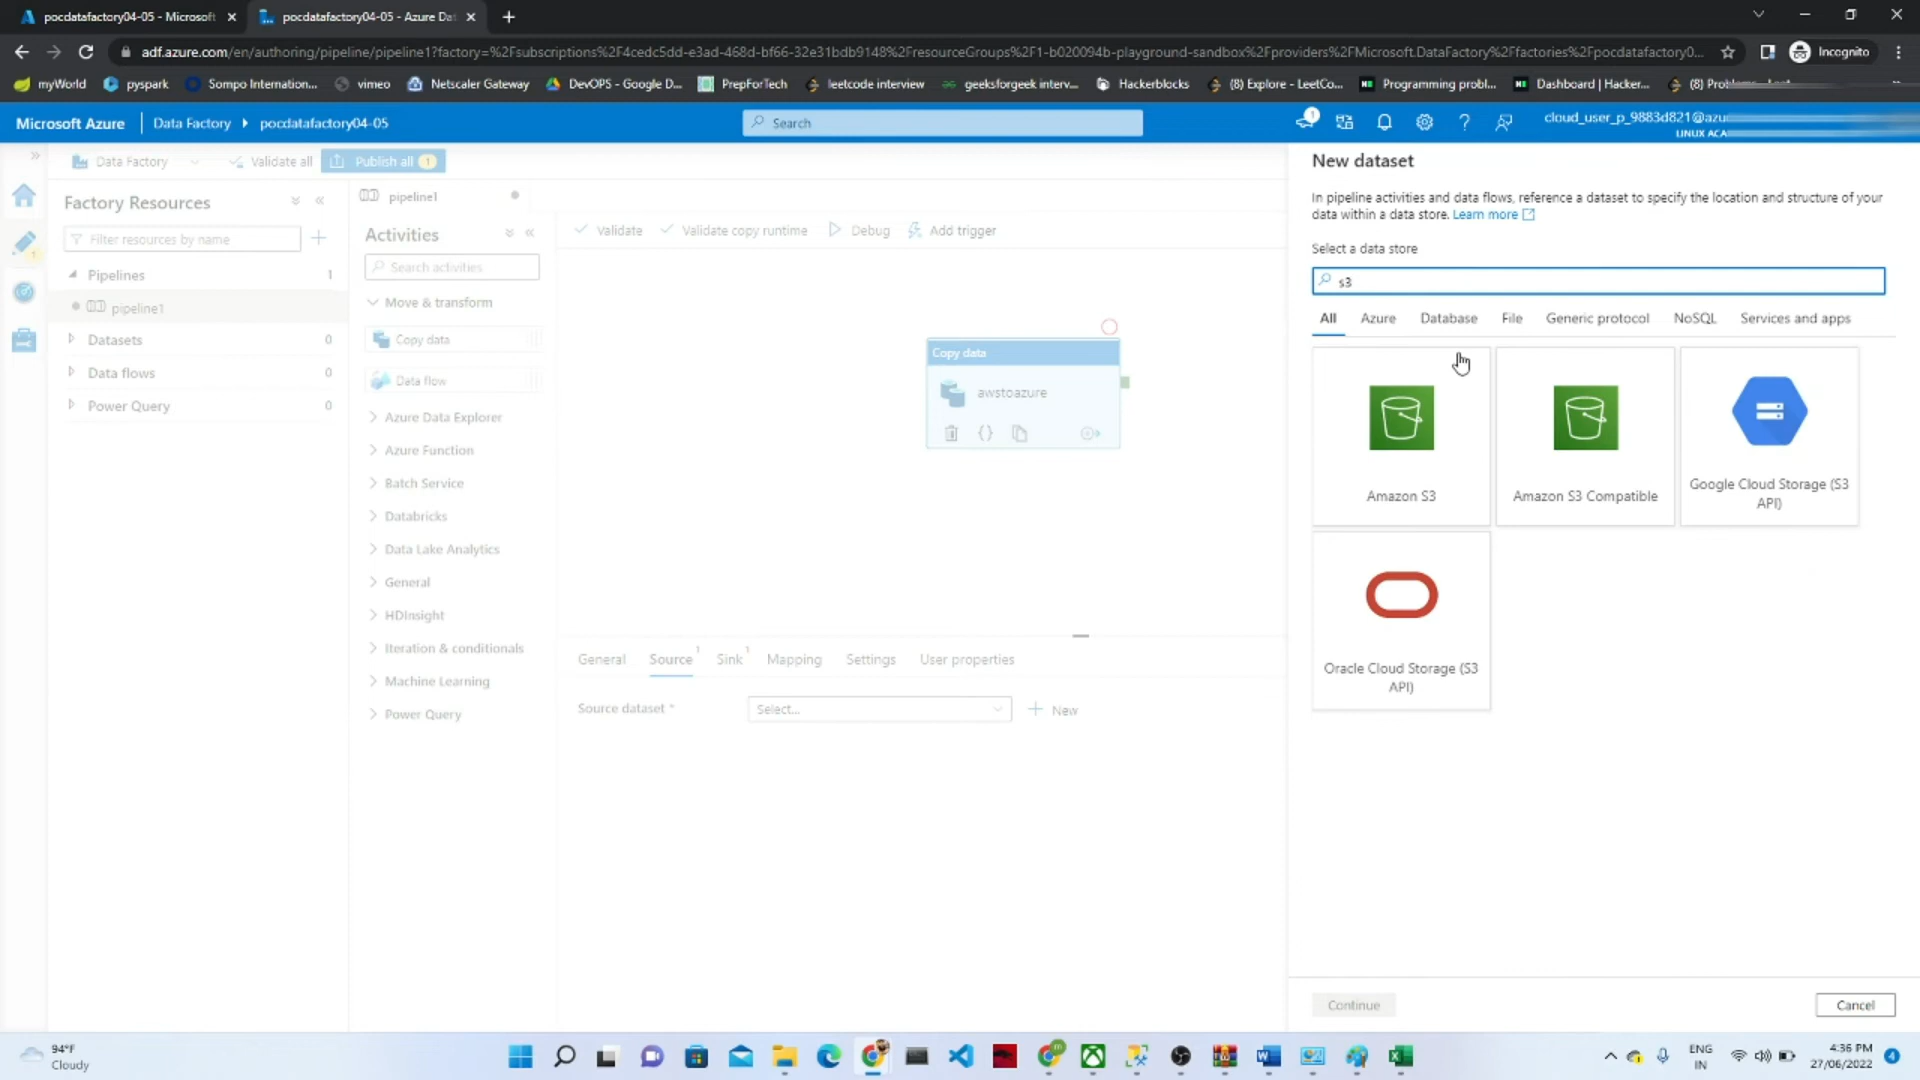 pocdatafactory04-05 - Microsoft
pocdatafactory04-05 - Azure Dat
adf.azure.com/en/authoring/pipeline/pipeline1?factory=%2Fsubscriptions%2F4cedc5dd-e3ad-468d-bf66-32e31bdb9148%2FresourceGroups%2F1-b020094b-playground-sandbox%2Fproviders%2FMicrosoft.DataFactory%2Ffactories%2Fpocdatafactory0...
Incognito
myWorld
pyspark
Sompo Internation...
vimeo
Netscaler Gateway
DevOPS - Google D...
PrepForTech
leetcode interview
geeksforgeek interv...
Hackerblocks
(8) Explore - LeetCo...
Programming probl...
Dashboard | Hacker...
Microsoft Azure
Data Factory
pocdatafactory04-05
Search
1
cloud_user_p_9883d821@azu
LINUX ACA
Data Factory
Validate all
Publish all 1
Factory Resources
Filter resources by name
Pipelines 1
pipeline1
Datasets 0
Data flows 0
Power Query 0
pipeline1
Activities
Search activities
Move & transform
Copy data
Data flow
Azure Data Explorer
Azure Function
Batch Service
Databricks
Data Lake Analytics
General
HDInsight
Iteration & conditionals
Machine Learning
Power Query
Validate
Validate copy runtime
Debug
Add trigger
Copy data
awstoazure
General
Source 1
Sink 1
Mapping
Settings
User properties
Source dataset *
Select...
New
New dataset
In pipeline activities and data flows, reference a dataset to specify the location and structure of your
data within a data store. Learn more
Select a data store
s3
All
Azure
Database
File
Generic protocol
NoSQL
Services and apps
Amazon S3
Amazon S3 Compatible
Google Cloud Storage (S3
API)
Oracle Cloud Storage (S3
API)
Continue
Cancel
94°F
Cloudy
ENG
IN
4:36 PM
27/06/2022
4